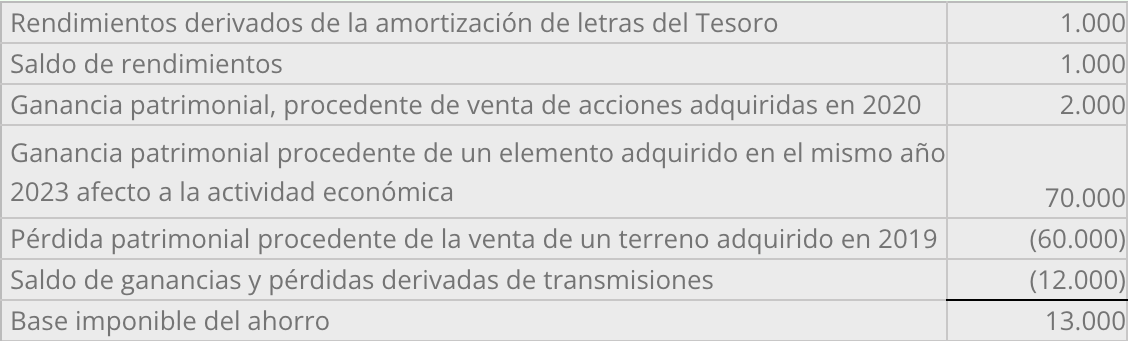 Rendimientos derivados de la amortización de letras del Tesoro 1.000
Saldo de rendimientos 1.000
Ganancia patrimonial, procedente de venta de acciones adquiridas en 2020 2.000
Ganancia patrimonial procedente de un elemento adquirido en el mismo año
2023 afecto a la actividad económica 70.000
Pérdida patrimonial procedente de la venta de un terreno adquirido en 2019 (60.000)
Saldo de ganancias y pérdidas derivadas de transmisiones (12.000)
Base imponible del ahorro 13.000